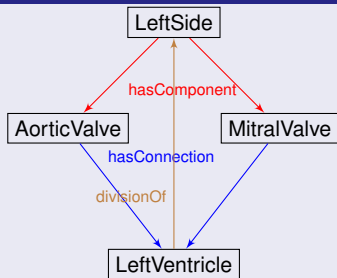 LeftSide
hasComponent
AorticValve
MitralValve
hasConnection
divisionOf
LeftVentricle